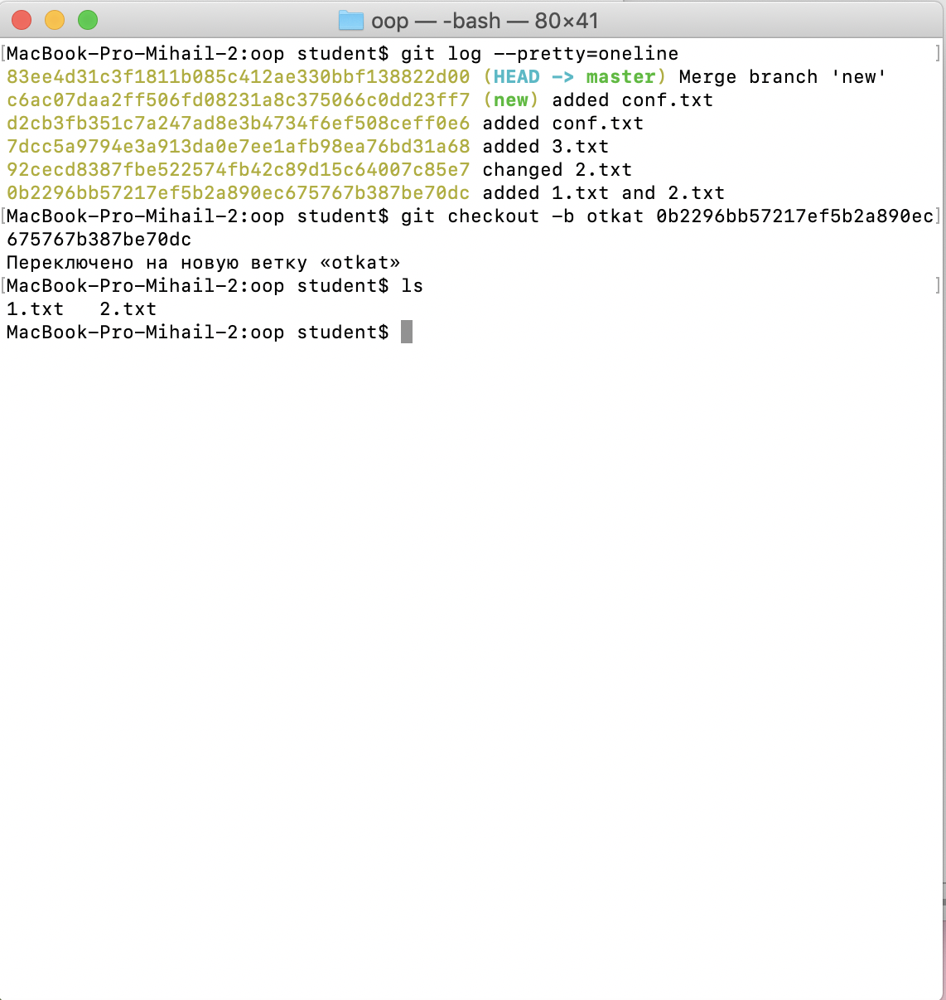 oop — -bash — 80×41
[MacBook-Pro-Mihail-2:oop student$ git log --pretty=oneline ]
83ee4d31c3f1811b085c412ae330bbf138822d00 (HEAD -> master) Merge branch 'new'
c6ac07daa2ff506fd08231a8c375066c0dd23ff7 (new) added conf.txt
d2cb3fb351c7a247ad8e3b4734f6ef508ceff0e6 added conf.txt
7dcc5a9794e3a913da0e7ee1afb98ea76bd31a68 added 3.txt
92cecd8387fbe522574fb42c89d15c64007c85e7 changed 2.txt
0b2296bb57217ef5b2a890ec675767b387be70dc added 1.txt and 2.txt
[MacBook-Pro-Mihail-2:oop student$ git checkout -b otkat 0b2296bb57217ef5b2a890ec]
675767b387be70dc
Переключено на новую ветку «otkat»
[MacBook-Pro-Mihail-2:oop student$ ls ]
1.txt 2.txt
MacBook-Pro-Mihail-2:oop student$